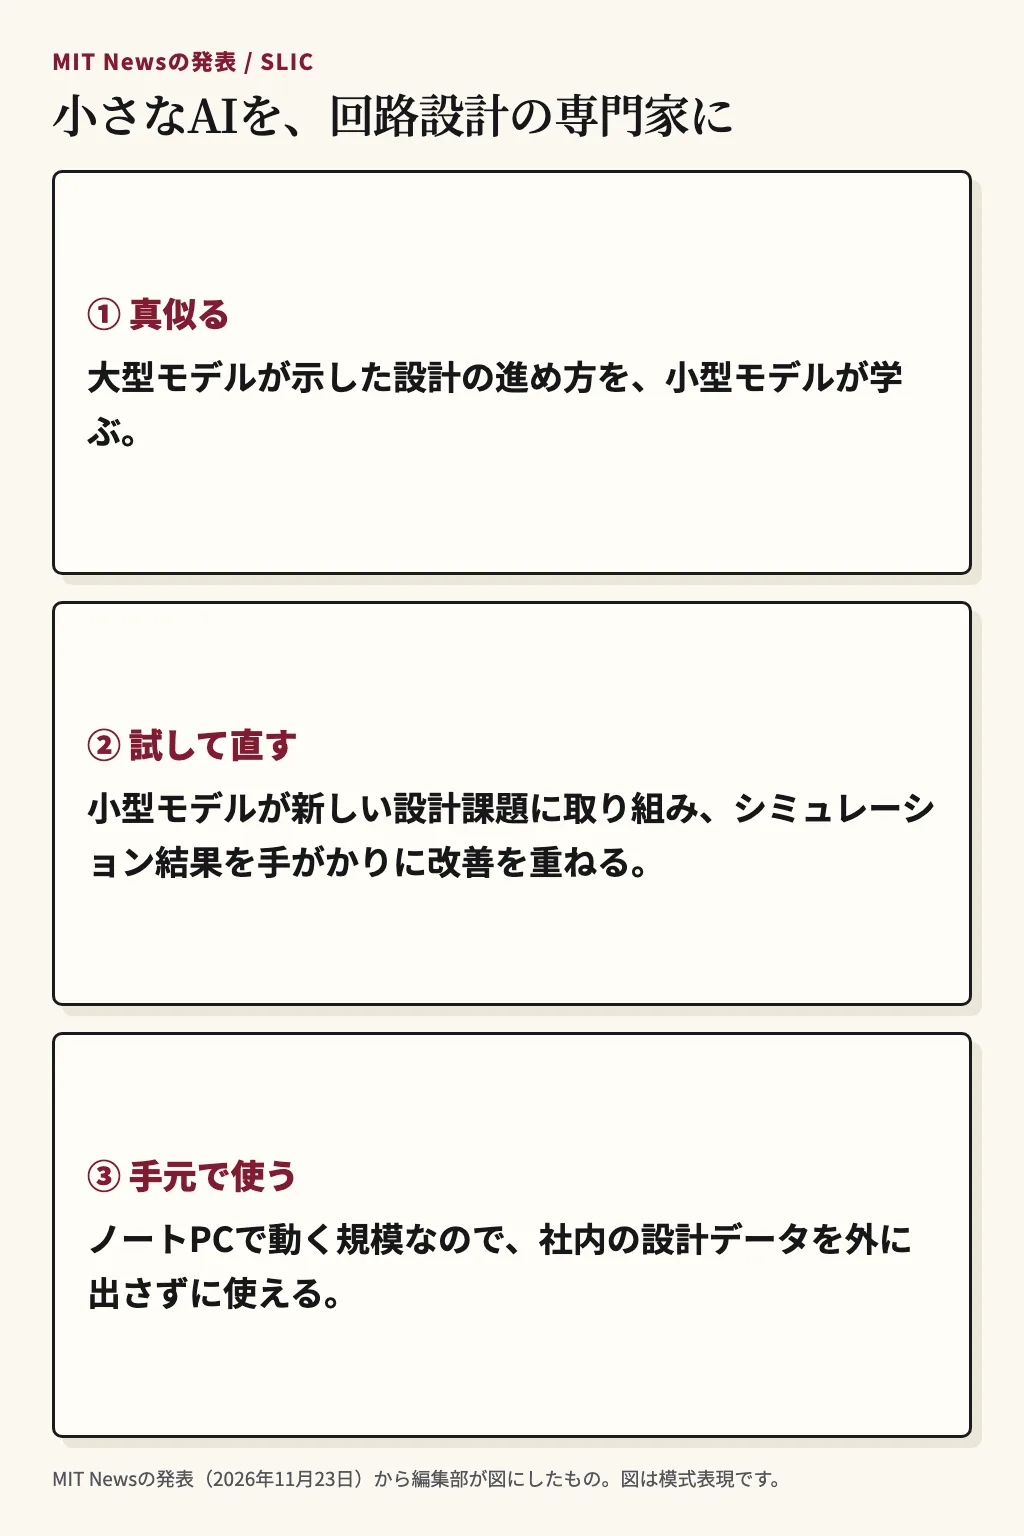 MIT Newsの発表 / SLIC
小さなAIを、回路設計の専門家に
① 真似る
大型モデルが示した設計の進め方を、小型モデルが学
ぶ。
② 試して直す
小型モデルが新しい設計課題に取り組み、シミュレーシ
ョン結果を手がかりに改善を重ねる。
③ 手元で使う
ノートPCで動く規模なので、社内の設計データを外に
出さずに使える。
MIT Newsの発表（2026年11月23日）から編集部が図にしたもの。図は模式表現です。